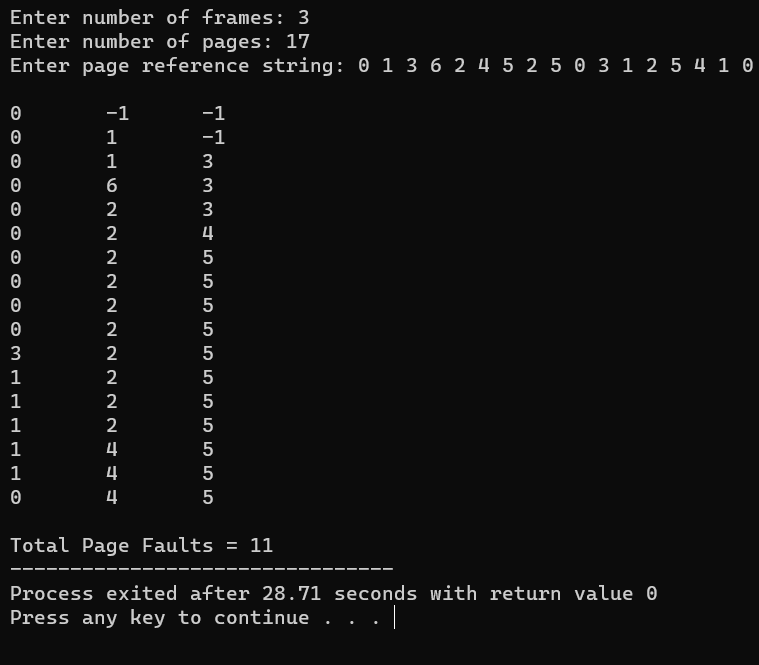 Enter number of frames: 3
Enter number of pages: 17
Enter page reference string: 0 1 3 6 2 4 5 2 5 0 3 1 2 5 4 1 0
0 -1 -1
0 1 -1
0 1 3
0 6 3
0 2 3
0 2 4
0 2 5
0 2 5
0 2 5
0 2 5
3 2 5
1 2 5
1 2 5
1 2 5
1 4 5
1 4 5
0 4 5
Total Page Faults = 11
--------------------------------
Process exited after 28.71 seconds with return value 0
Press any key to continue . . .